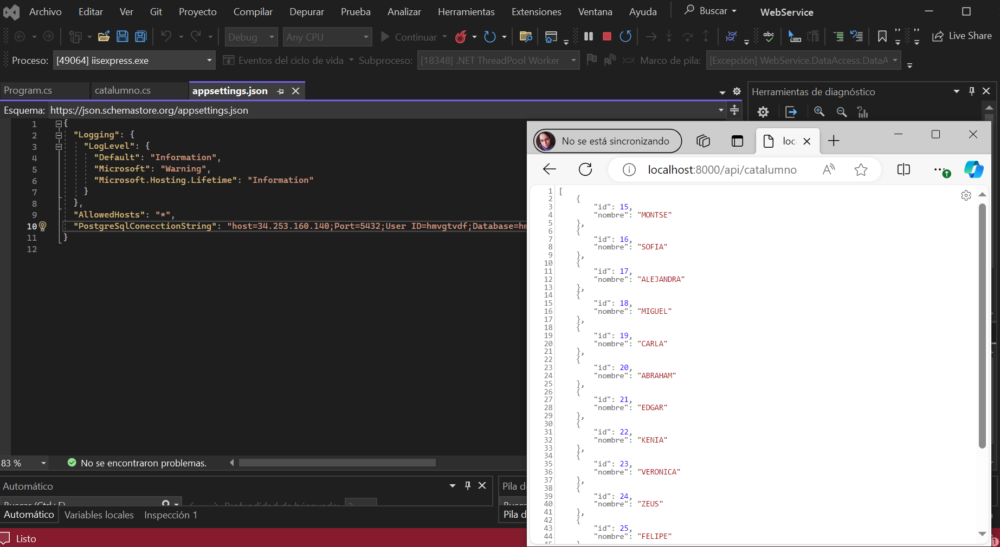 Archivo Editar Ver Git Proyecto Compilar Depurar Prueba Analizar Herramientas Extensiones Ventana Ayuda Buscar WebService
Debug Any CPU Continuar abc Live Share
Proceso: [49064] iisexpress.exe Eventos del ciclo de vida Subproceso: [18348] .NET ThreadPool Worker Marco de pila: [Excepción] WebService.DataAccess.DataA
Program.cs catalumno.cs appsettings.json
Esquema: https://json.schemastore.org/appsettings.json
1 {
2 "Logging": {
3 "LogLevel": {
4 "Default": "Information",
5 "Microsoft": "Warning",
6 "Microsoft.Hosting.Lifetime": "Information"
7 }
8 },
9 "AllowedHosts": "*",
10 "PostgreSqlConecctionString": "host=34.253.160.140;Port=5432;User ID=hmvgtvdf;Database=hm
11 }
12
83 % No se encontraron problemas.
Automático
Buscar (Ctrl+E) Profundidad de búsqueda: 3
Automático Variables locales Inspección 1
Pila d
Busca
Pila d
Listo
Herramientas de diagnóstico
No se está sincronizando loc
localhost:8000/api/catalumno
1 [
2 {
3 "id": 15,
4 "nombre": "MONTSE"
5 },
6 {
7 "id": 16,
8 "nombre": "SOFIA"
9 },
10 {
11 "id": 17,
12 "nombre": "ALEJANDRA"
13 },
14 {
15 "id": 18,
16 "nombre": "MIGUEL"
17 },
18 {
19 "id": 19,
20 "nombre": "CARLA"
21 },
22 {
23 "id": 20,
24 "nombre": "ABRAHAM"
25 },
26 {
27 "id": 21,
28 "nombre": "EDGAR"
29 },
30 {
31 "id": 22,
32 "nombre": "KENIA"
33 },
34 {
35 "id": 23,
36 "nombre": "VERONICA"
37 },
38 {
39 "id": 24,
40 "nombre": "ZEUS"
41 },
42 {
43 "id": 25,
44 "nombre": "FELIPE"
45 }
1